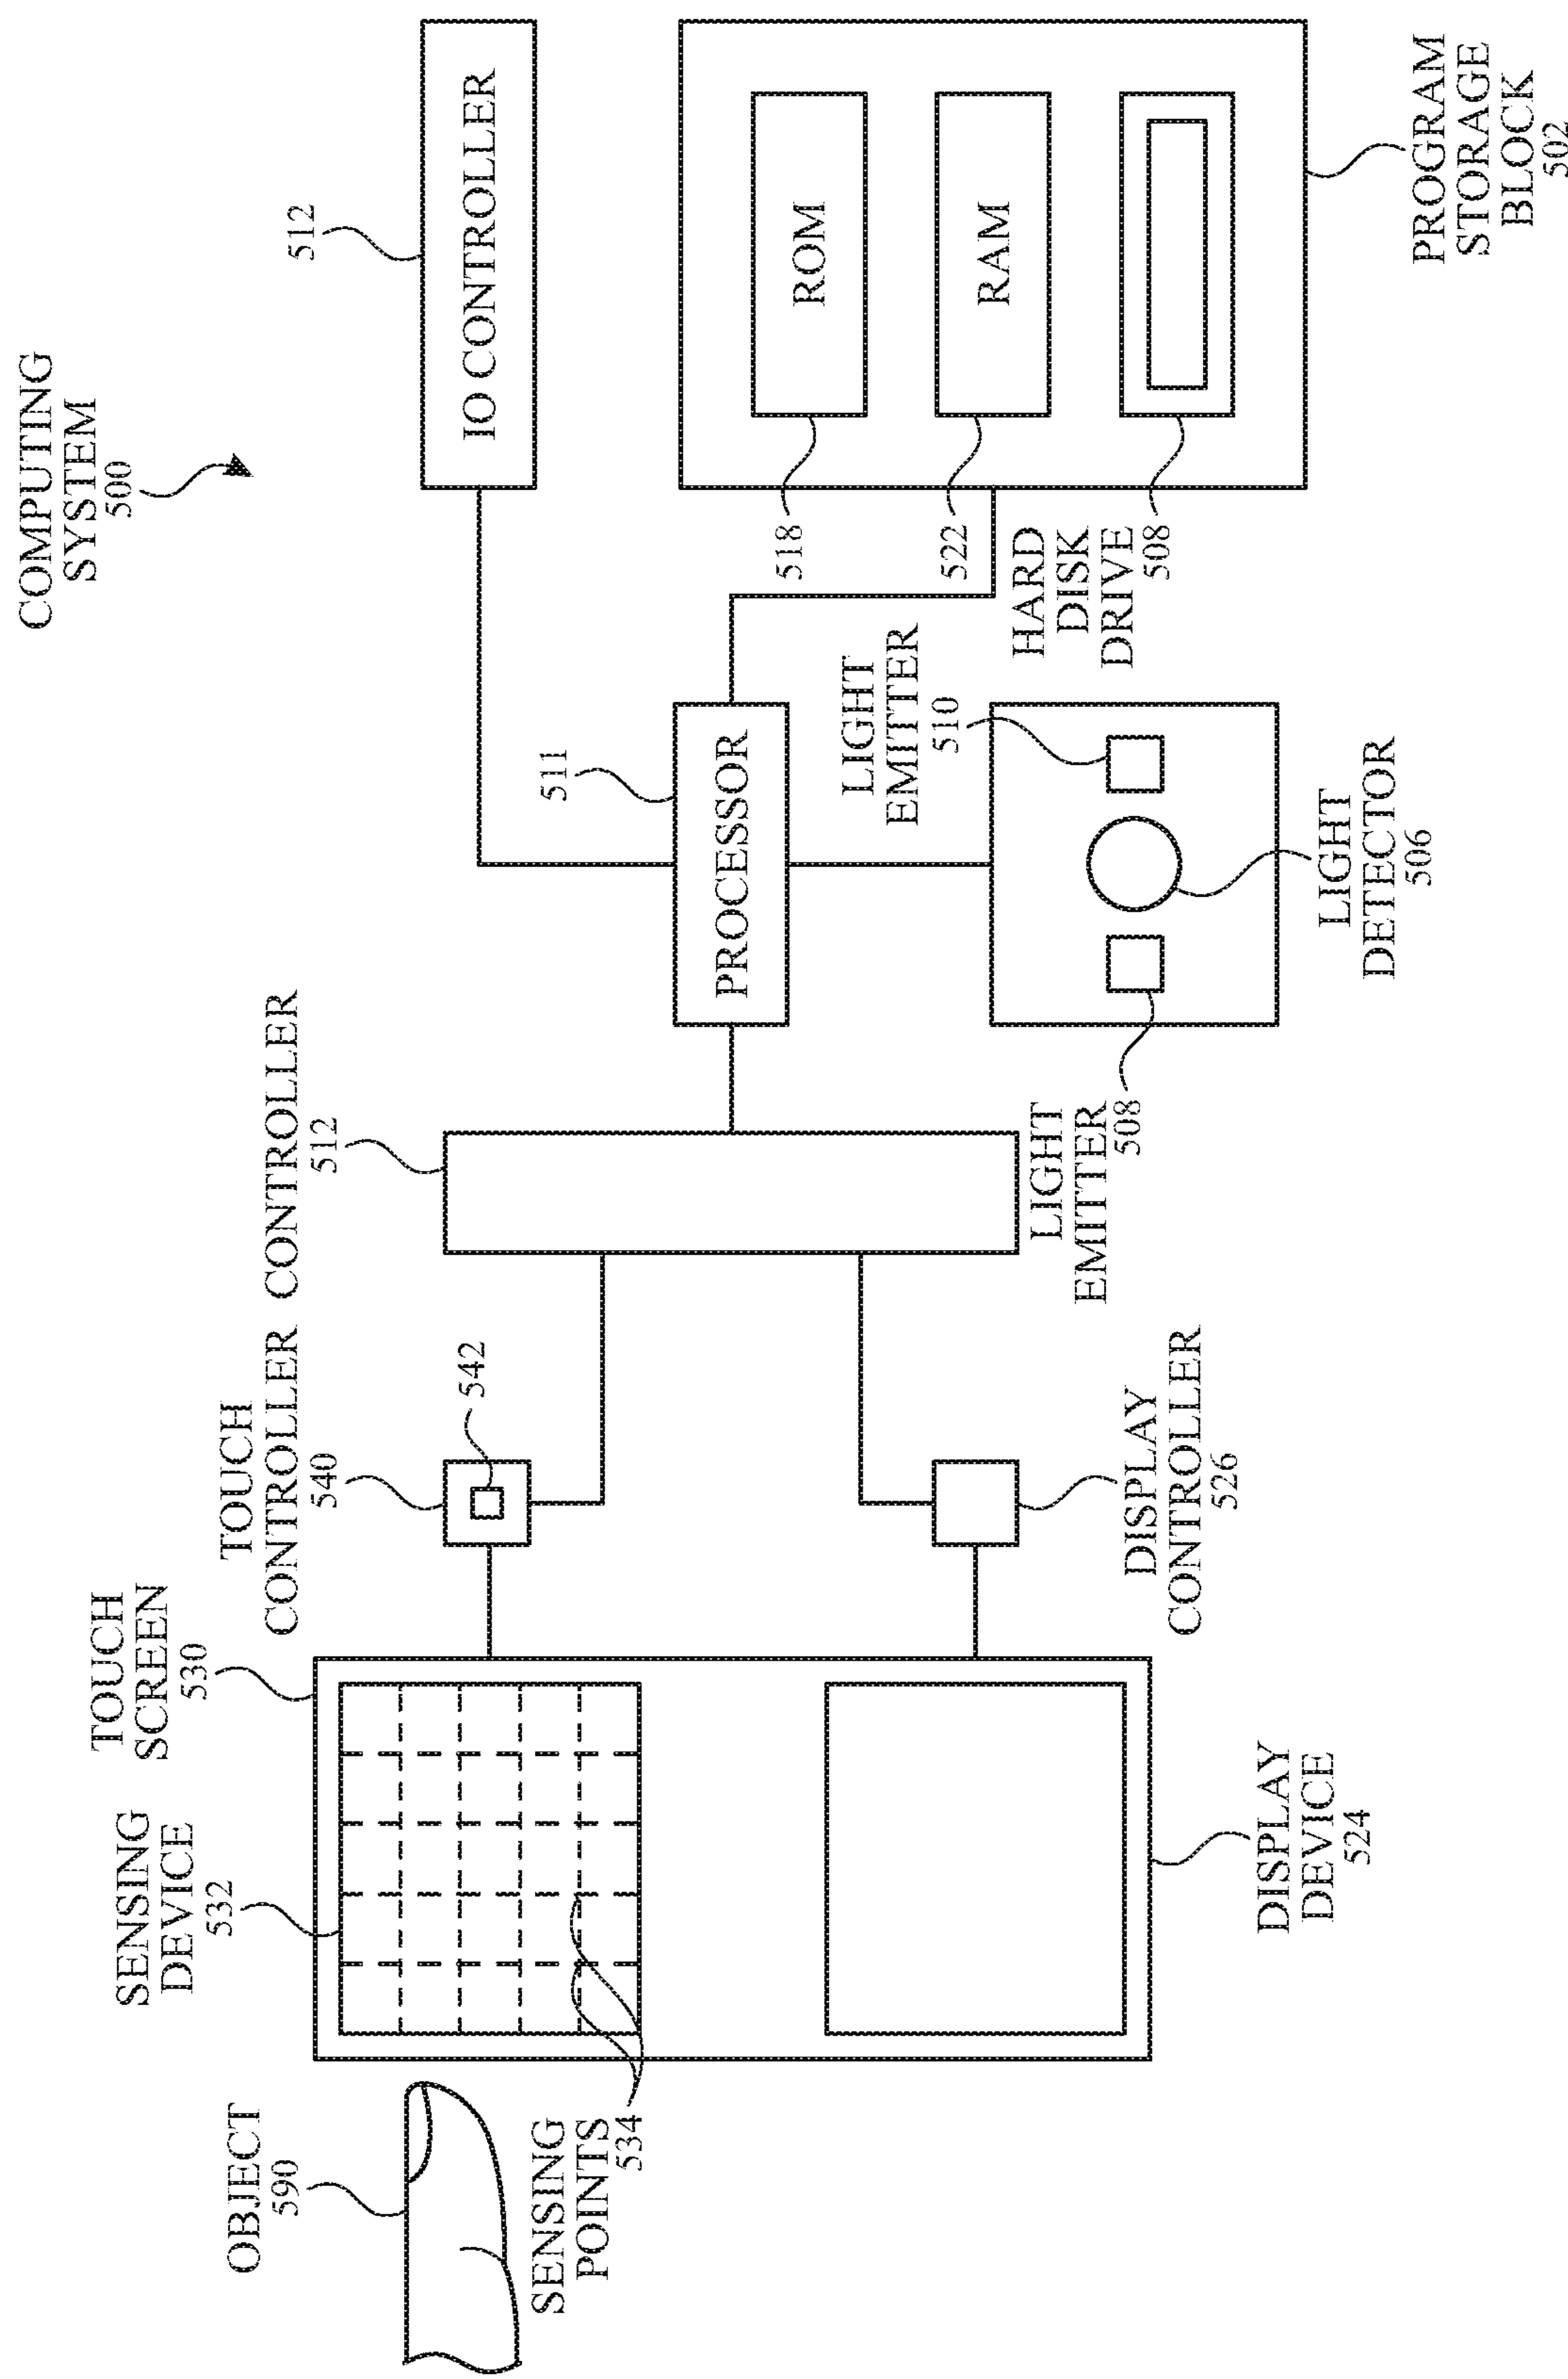 COMPUTING
SYSTEM
500
OBJECT
590
SENSING
DEVICE
532
TOUCH
SCREEN
530
TOUCH
CONTROLLER
540
542
CONTROLLER
512
511
PROCESSOR
512
IO CONTROLLER
SENSING
POINTS
534
DISPLAY
DEVICE
524
DISPLAY
CONTROLLER
526
LIGHT
EMITTER
508
LIGHT
EMITTER
510
LIGHT
DETECTOR
506
518
ROM
522
RAM
HARD
DISK
DRIVE
508
PROGRAM
STORAGE
BLOCK
502